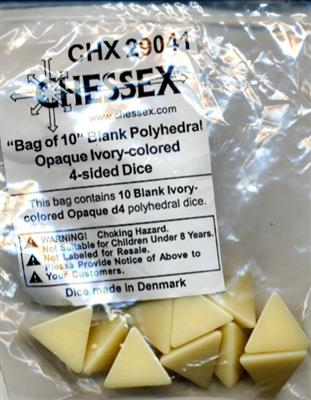 CHX 29041
CHESSEX
www.chessex.com
"Bag of 10" Blank Polyhedral
Opaque Ivory-colored
4-sided Dice
This bag contains 10 Blank Ivory-
colored Opaque d4 polyhedral dice.
WARNING! Choking Hazard.
Not Suitable for Children Under 8 Years.
Not Labeled for Resale.
Please Provide Notice of Above to
Your Customers.
Dice made in Denmark